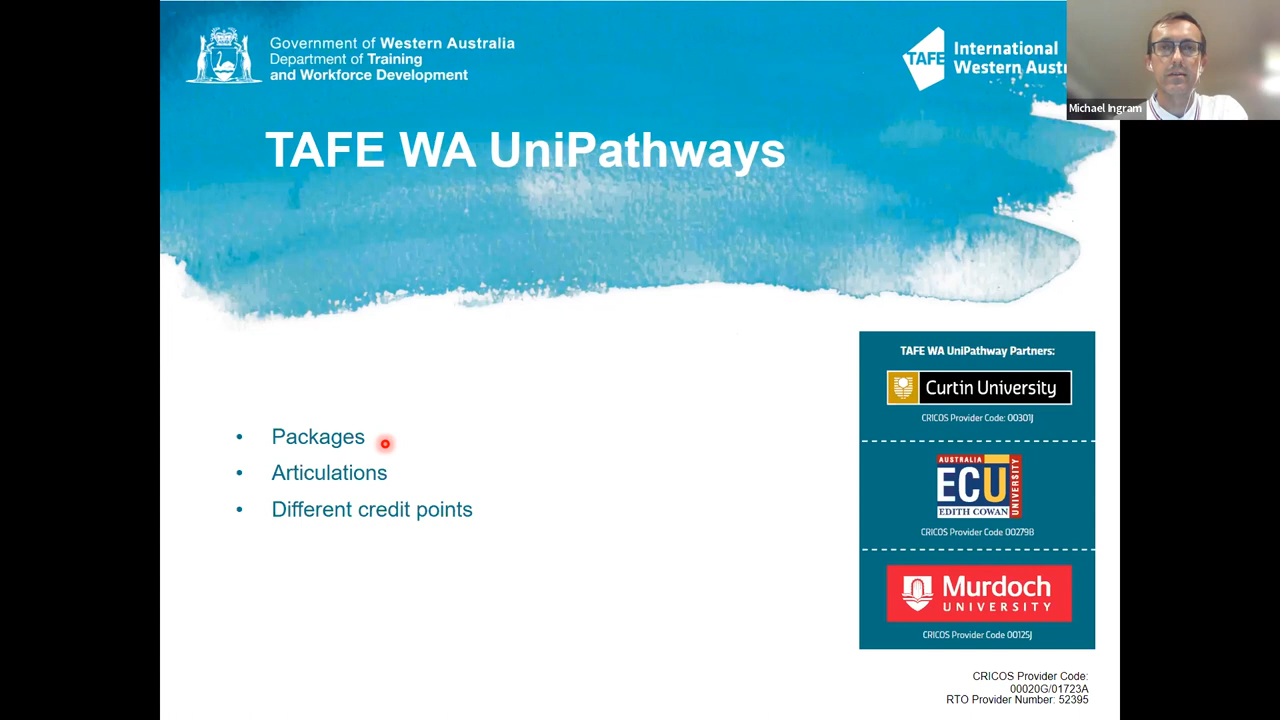 Government of Western Australia
Department of Training
and Workforce Development
TAFE
International
Western Austr
Michael Ingram
TAFE WA UniPathways
• Packages
• Articulations
• Different credit points
TAFE WA UniPathway Partners:
Curtin University
CRICOS Provider Code: 00301J
AUSTRALIA
ECU
UNIVERSITY
EDITH COWAN
CRICOS Provider Code 00279B
Murdoch
UNIVERSITY
CRICOS Provider Code 00125J
CRICOS Provider Code:
00020G/01723A
RTO Provider Number: 52395